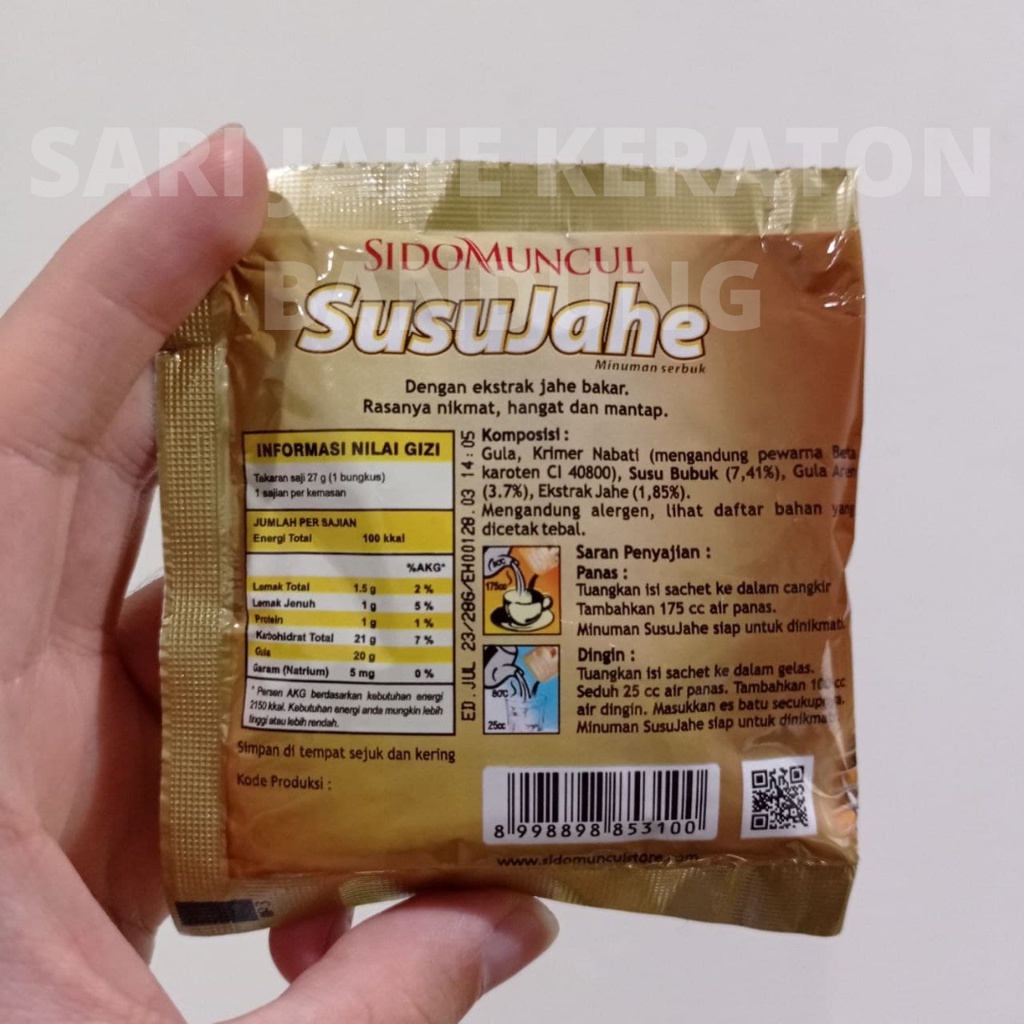 SARI JAHE KERATON
BANDUNG
SIDOMUNCUL
SusuJahe
Minuman serbuk
Dengan ekstrak jahe bakar.
Rasanya nikmat, hangat dan mantap.
INFORMASI NILAI GIZI
Takaran saji 27 g (1 bungkus)
1 sajian per kemasan
JUMLAH PER SAJIAN
Energi Total 100 kkal
%AKG*
Lemak Total 1.5 g 2 %
Lemak Jenuh 1 g 5 %
Protein 1 g 1 %
Karbohidrat Total 21 g 7 %
Gula 20 g
Garam (Natrium) 5 mg 0 %
* Persen AKG berdasarkan kebutuhan energi
2150 kkal. Kebutuhan energi anda mungkin lebih
tinggi atau lebih rendah.
Simpan di tempat sejuk dan kering
Kode Produksi :
ED. JUL 23/286/EH00128.03 14:05
Komposisi :
Gula, Krimer Nabati (mengandung pewarna Beta
karoten CI 40800), Susu Bubuk (7,41%), Gula Aren
(3.7%), Ekstrak Jahe (1,85%).
Mengandung alergen, lihat daftar bahan yang
dicetak tebal.
80C
175cc
Saran Penyajian :
Panas :
Tuangkan isi sachet ke dalam cangkir
Tambahkan 175 cc air panas.
Minuman SusuJahe siap untuk dinikmati.
80C
25cc
Dingin :
Tuangkan isi sachet ke dalam gelas.
Seduh 25 cc air panas. Tambahkan cc
air dingin. Masukkan es batu secukupnya.
Minuman SusuJahe siap untuk dinikma
8 998898 853100
www.sidomunculstore.com